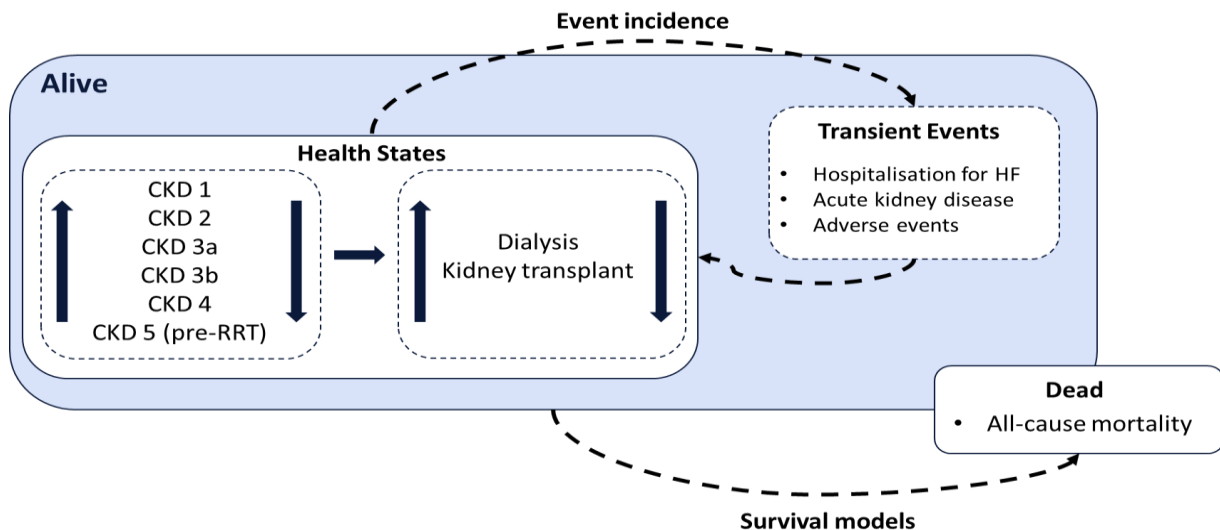 Event incidence
Alive
Health States
CKD 1
CKD 2
CKD 3a
CKD 3b
CKD 4
CKD 5 (pre-RRT)
Dialysis
Kidney transplant
Transient Events
• Hospitalisation for HF
• Acute kidney disease
• Adverse events
Dead
• All-cause mortality
Survival models